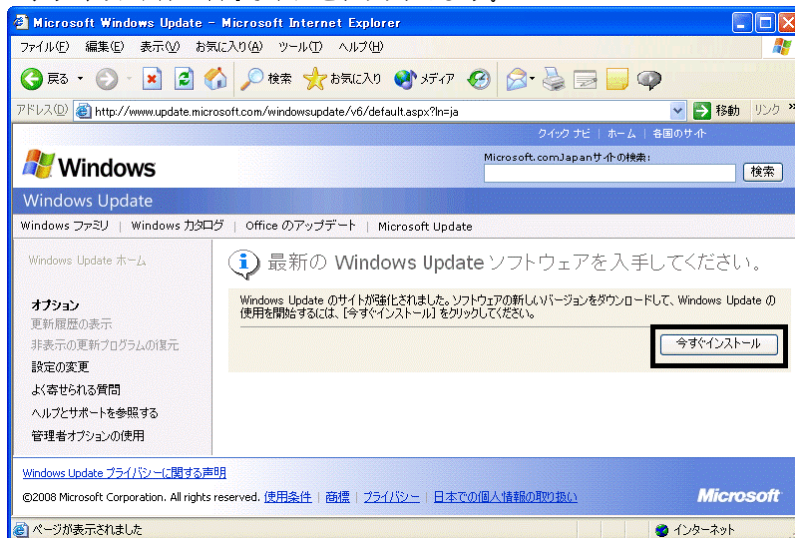 Microsoft Windows Update - Microsoft Internet Explorer
ファイル(F) 編集(E) 表示(V) お気に入り(A) ツール(T) ヘルプ(H)
戻る 検索 お気に入り メディア
アドレス(D) http://www.update.microsoft.com/windowsupdate/v6/default.aspx?ln=ja 移動 リンク »
クイック ナビ | ホーム | 各国のサイト
Windows
Microsoft.comJapanサイトの検索:
検索
Windows Update
Windows ファミリ | Windows カタログ | Office のアップデート | Microsoft Update
Windows Update ホーム
オプション
更新履歴の表示
非表示の更新プログラムの復元
設定の変更
よく寄せられる質問
ヘルプとサポートを参照する
管理者オプションの使用
最新の Windows Update ソフトウェアを入手してください。
Windows Update のサイトが強化されました。ソフトウェアの新しいバージョンをダウンロードして、Windows Update の
使用を開始するには、[今すぐインストール] をクリックしてください。
今すぐインストール
Windows Update プライバシーに関する声明
©2008 Microsoft Corporation. All rights reserved. 使用条件 | 商標 | プライバシー | 日本での個人情報の取り扱い
Microsoft
ページが表示されました インターネット